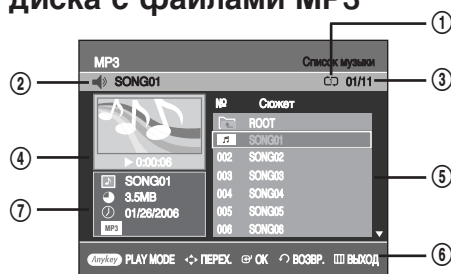 диска с файлами MP3
①
MP3 Список музыки
② SONG01 01/11 ③
№ Сюжет
ROOT
SONG01
④ 0:00:06 002 SONG02
SONG01 003 SONG03 ⑤
3.5MB 004 SONG04
⑦ 01/26/2006 005 SONG05
MP3 006 SONG06
Anykey PLAY MODE ПЕРЕХ. OK ВОЗВР. ВЫХОД ⑥